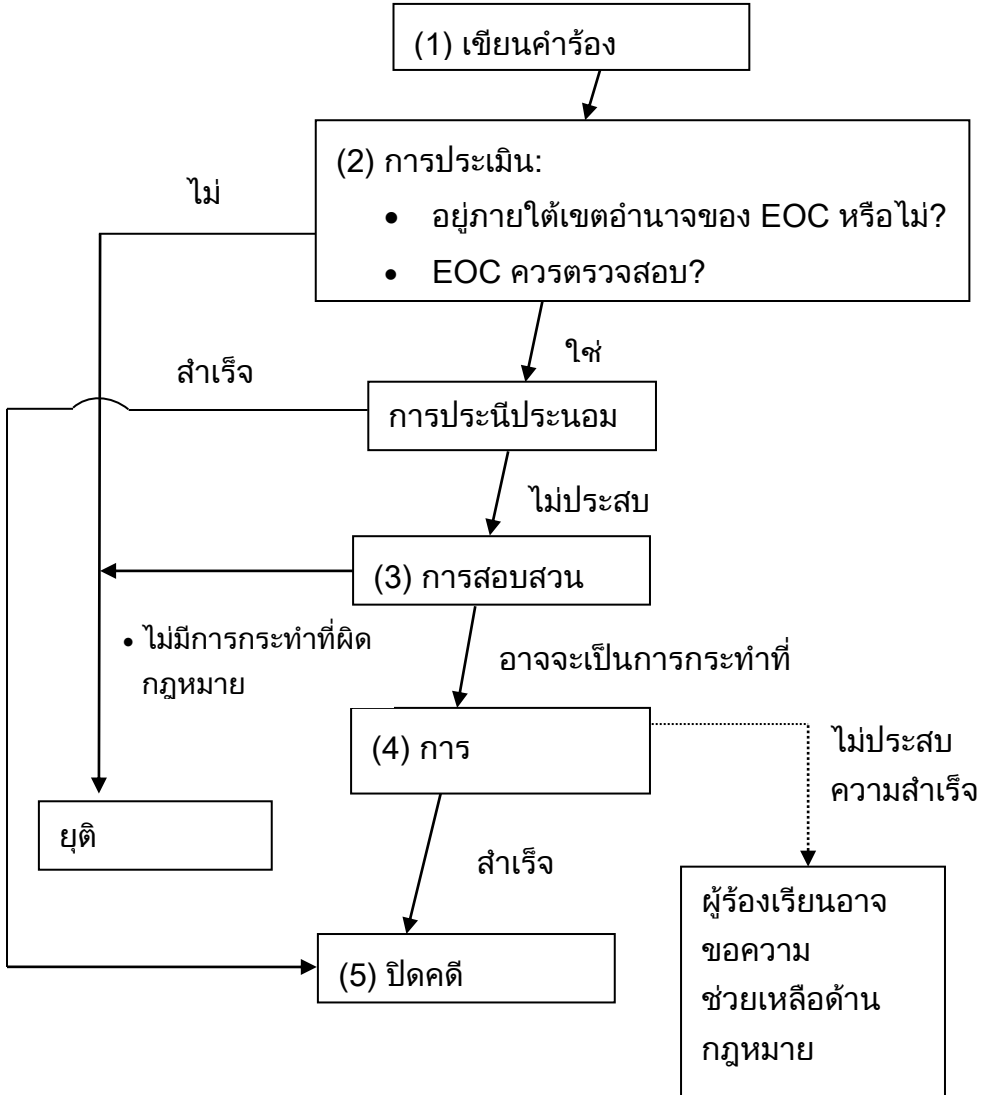 (1) เขียนคำร้อง
(2) การประเมิน:
ไม่
• อยู่ภายใต้เขตอำนาจของ EOC หรือไม่?
• EOC ควรตรวจสอบ?
ใช่
สำเร็จ
การประนีประนอม
ไม่ประสบ
(3) การสอบสวน
• ไม่มีการกระทำที่ผิด
กฎหมาย
อาจจะเป็นการกระทำที่
(4) การ
ไม่ประสบ
ความสำเร็จ
ยุติ
สำเร็จ
ผู้ร้องเรียนอาจ
ขอความ
ช่วยเหลือด้าน
กฎหมาย
(5) ปิดคดี